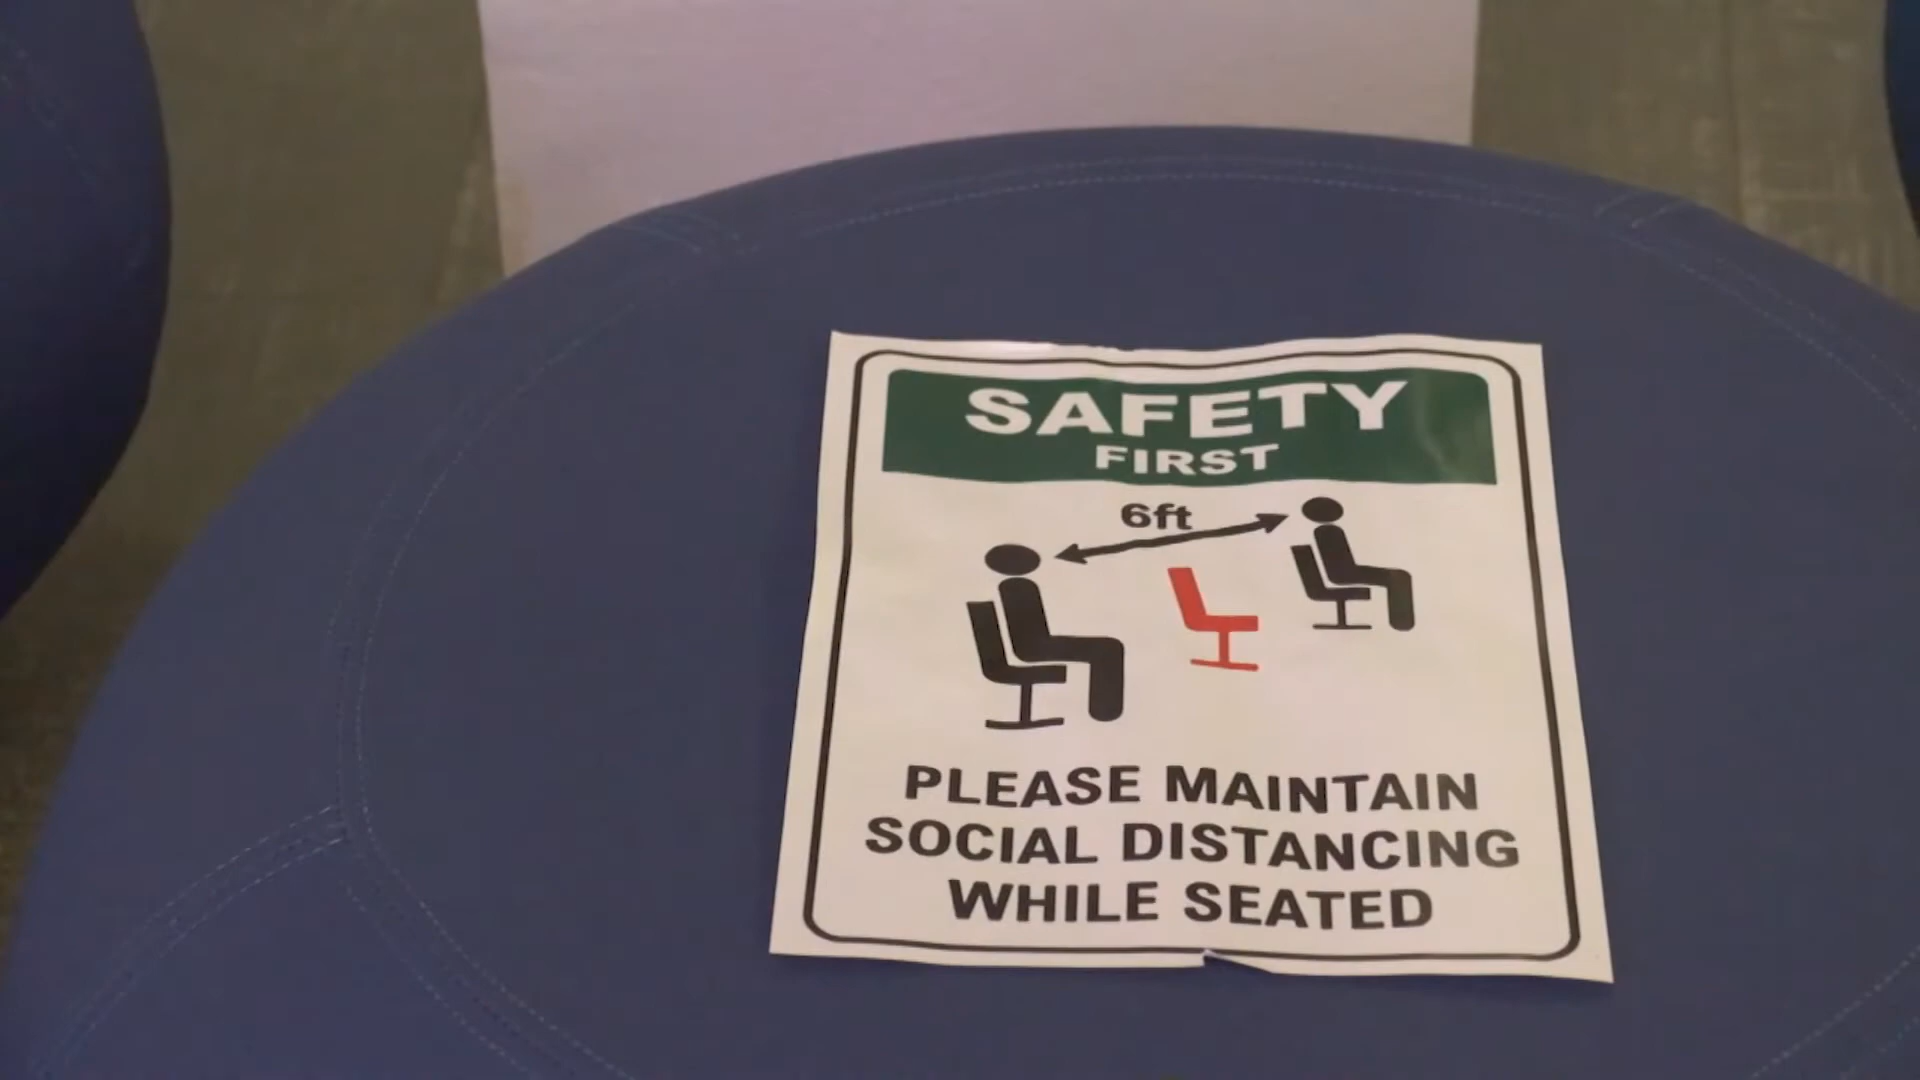 SAFETY
FIRST
6ft
PLEASE MAINTAIN
SOCIAL DISTANCING
WHILE SEATED